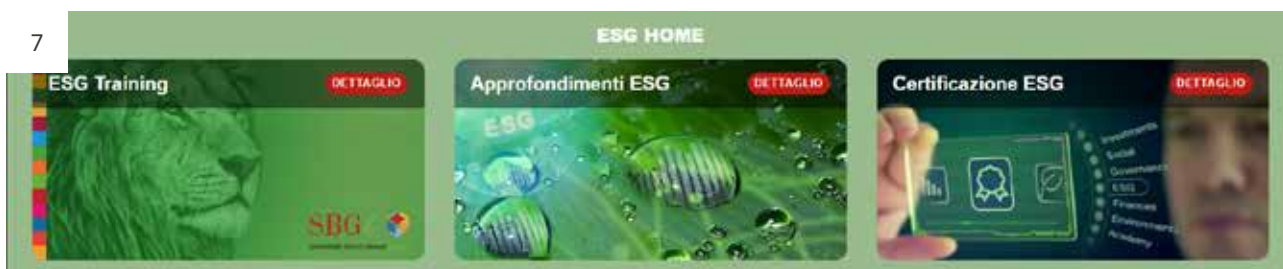 7
ESG HOME
ESG Training
DETTAGLIO
SBG
Approfondimenti ESG
DETTAGLIO
ESG
Certificazione ESG
DETTAGLIO
Investments
Social
Governance
ESG
Finances
Environment
Academy